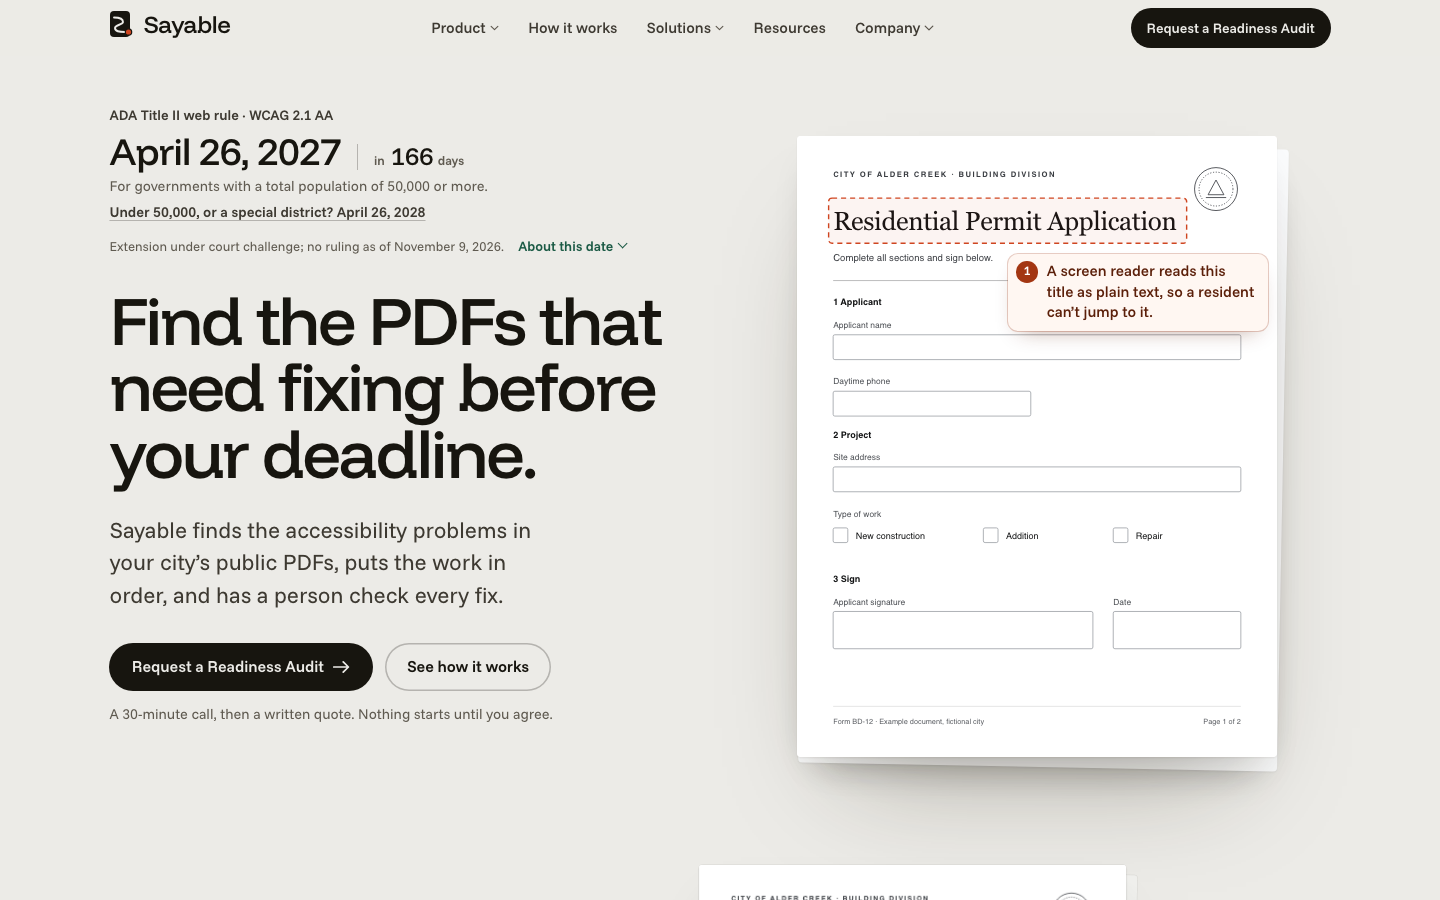 Sayable
Product
How it works
Solutions
Resources
Company
Request a Readiness Audit
ADA Title II web rule · WCAG 2.1 AA
April 26, 2027
in 166 days
For governments with a total population of 50,000 or more.
Under 50,000, or a special district? April 26, 2028
Extension under court challenge; no ruling as of November 9, 2026.
About this date
Find the PDFs that
need fixing before
your deadline.
Sayable finds the accessibility problems in
your city’s public PDFs, puts the work in
order, and has a person check every fix.
Request a Readiness Audit
See how it works
A 30-minute call, then a written quote. Nothing starts until you agree.
CITY OF ALDER CREEK · BUILDING DIVISION
Residential Permit Application
Complete all sections and sign below.
1 A screen reader reads this
title as plain text, so a resident
can’t jump to it.
1 Applicant
Applicant name
Daytime phone
2 Project
Site address
Type of work
New construction
Addition
Repair
3 Sign
Applicant signature
Date
Form BD-12 · Example document, fictional city
Page 1 of 2
CITY OF ALDER CREEK · BUILDING DIVISION